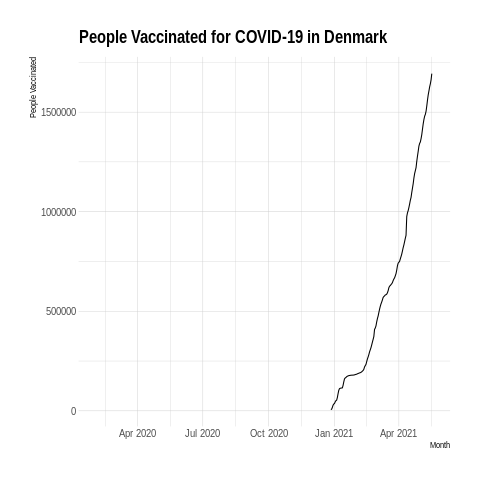 People Vaccinated for COVID-19 in Denmark
People Vaccinated
1500000
1000000
500000
0
Apr 2020 Jul 2020 Oct 2020 Jan 2021 Apr 2021
Month